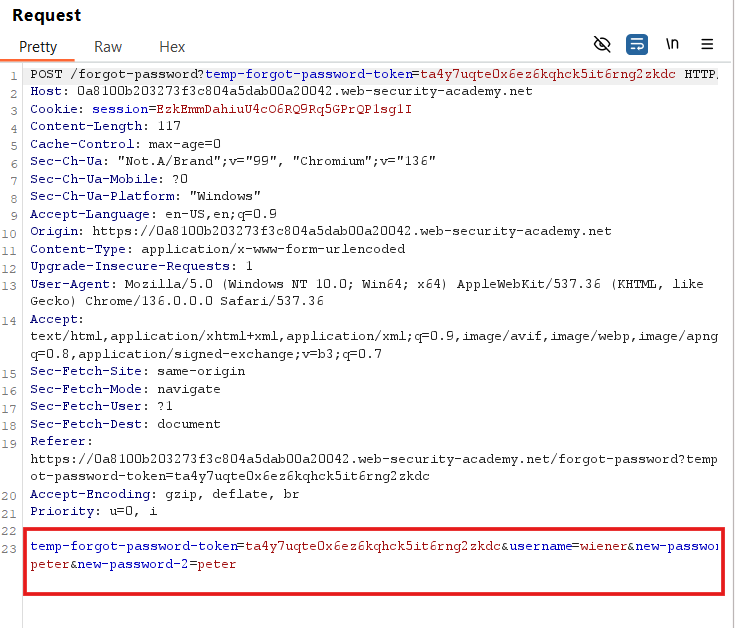 Request
Pretty Raw Hex \n
1 POST /forgot-password?temp-forgot-password-token=ta4y7uqte0x6ez6kqhck5it6rng2zkdc HTTP/
2 Host: 0a8100b203273f3c804a5dab00a20042.web-security-academy.net
3 Cookie: session=EzkEmmDahiuU4cO6RQ9Rq5GPrQP1sg1I
4 Content-Length: 117
5 Cache-Control: max-age=0
6 Sec-Ch-Ua: "Not.A/Brand";v="99", "Chromium";v="136"
7 Sec-Ch-Ua-Mobile: ?0
8 Sec-Ch-Ua-Platform: "Windows"
9 Accept-Language: en-US,en;q=0.9
10 Origin: https://0a8100b203273f3c804a5dab00a20042.web-security-academy.net
11 Content-Type: application/x-www-form-urlencoded
12 Upgrade-Insecure-Requests: 1
13 User-Agent: Mozilla/5.0 (Windows NT 10.0; Win64; x64) AppleWebKit/537.36 (KHTML, like
Gecko) Chrome/136.0.0.0 Safari/537.36
14 Accept:
text/html,application/xhtml+xml,application/xml;q=0.9,image/avif,image/webp,image/apng
q=0.8,application/signed-exchange;v=b3;q=0.7
15 Sec-Fetch-Site: same-origin
16 Sec-Fetch-Mode: navigate
17 Sec-Fetch-User: ?1
18 Sec-Fetch-Dest: document
19 Referer:
https://0a8100b203273f3c804a5dab00a20042.web-security-academy.net/forgot-password?temp
ot-password-token=ta4y7uqte0x6ez6kqhck5it6rng2zkdc
20 Accept-Encoding: gzip, deflate, br
21 Priority: u=0, i
22
23 temp-forgot-password-token=ta4y7uqte0x6ez6kqhck5it6rng2zkdc&username=wiener&new-passwor
peter&new-password-2=peter